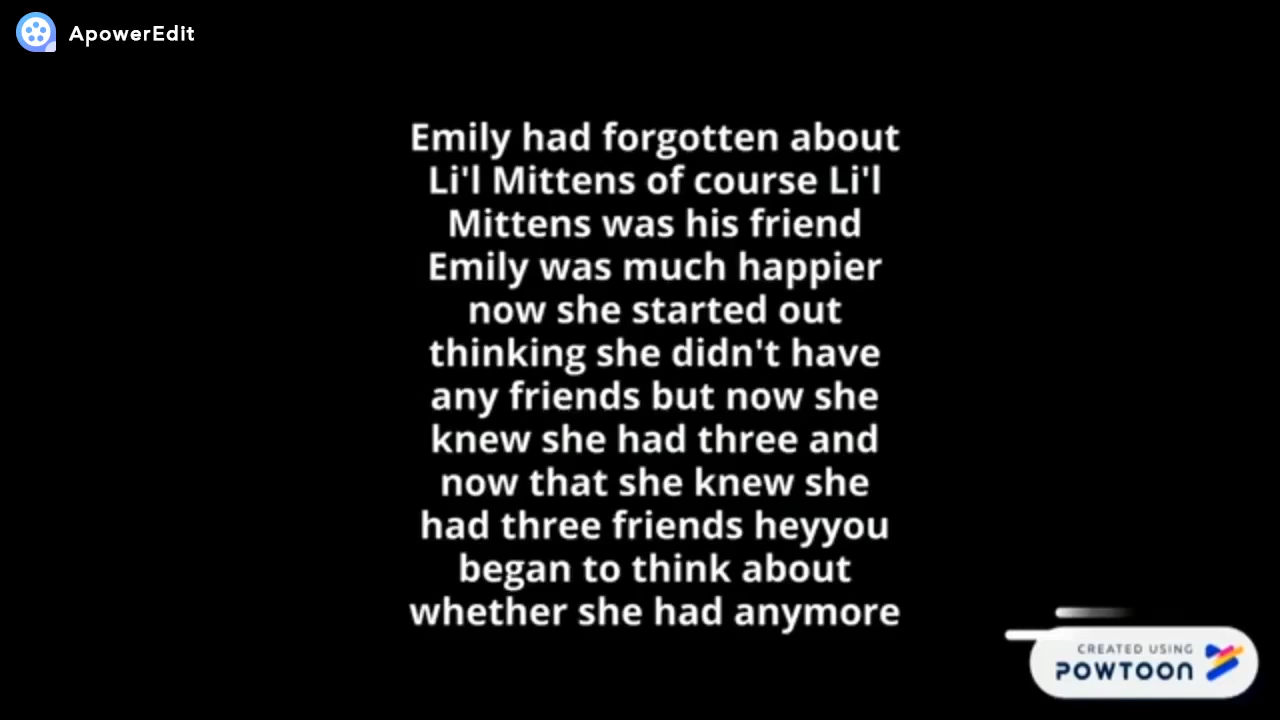 ApowerEdit
Emily had forgotten about
Li'l Mittens of course Li'l
Mittens was his friend
Emily was much happier
now she started out
thinking she didn't have
any friends but now she
knew she had three and
now that she knew she
had three friends heyyou
began to think about
whether she had anymore
CREATED USING
POWTOON